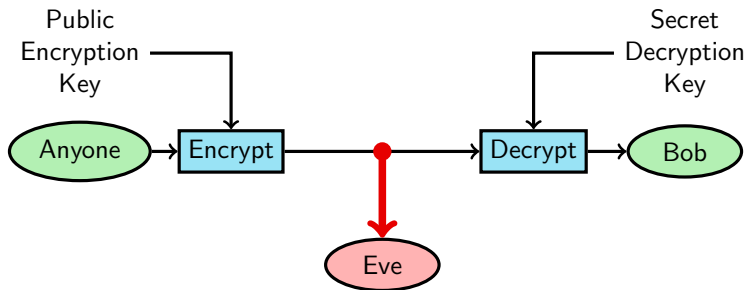 Public
Encryption
Key
Secret
Decryption
Key
Anyone
Encrypt
Decrypt
Bob
Eve